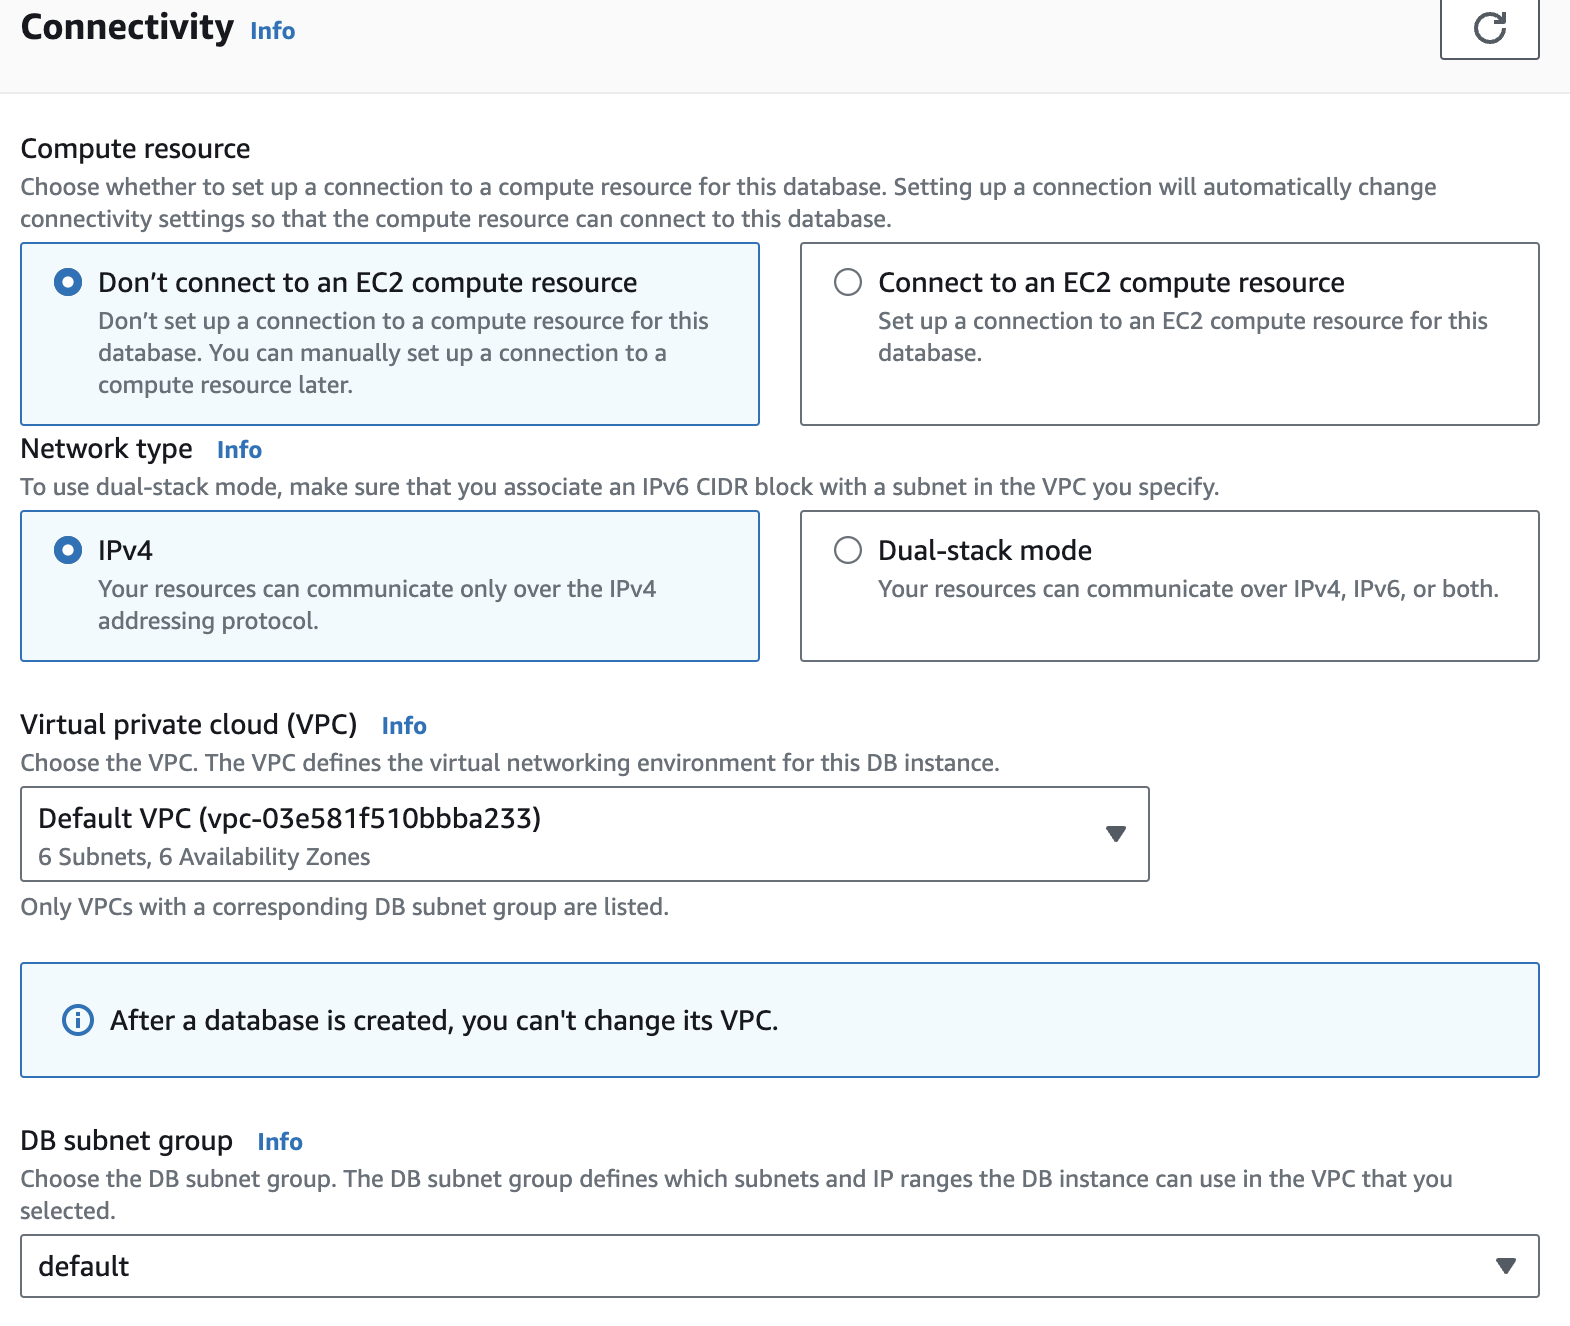 Connectivity Info
Compute resource
Choose whether to set up a connection to a compute resource for this database. Setting up a connection will automatically change
connectivity settings so that the compute resource can connect to this database.
Don’t connect to an EC2 compute resource
Don’t set up a connection to a compute resource for this
database. You can manually set up a connection to a
compute resource later.
Connect to an EC2 compute resource
Set up a connection to an EC2 compute resource for this
database.
Network type Info
To use dual-stack mode, make sure that you associate an IPv6 CIDR block with a subnet in the VPC you specify.
IPv4
Your resources can communicate only over the IPv4
addressing protocol.
Dual-stack mode
Your resources can communicate over IPv4, IPv6, or both.
Virtual private cloud (VPC) Info
Choose the VPC. The VPC defines the virtual networking environment for this DB instance.
Default VPC (vpc-03e581f510bbba233)
6 Subnets, 6 Availability Zones
Only VPCs with a corresponding DB subnet group are listed.
After a database is created, you can't change its VPC.
DB subnet group Info
Choose the DB subnet group. The DB subnet group defines which subnets and IP ranges the DB instance can use in the VPC that you
selected.
default